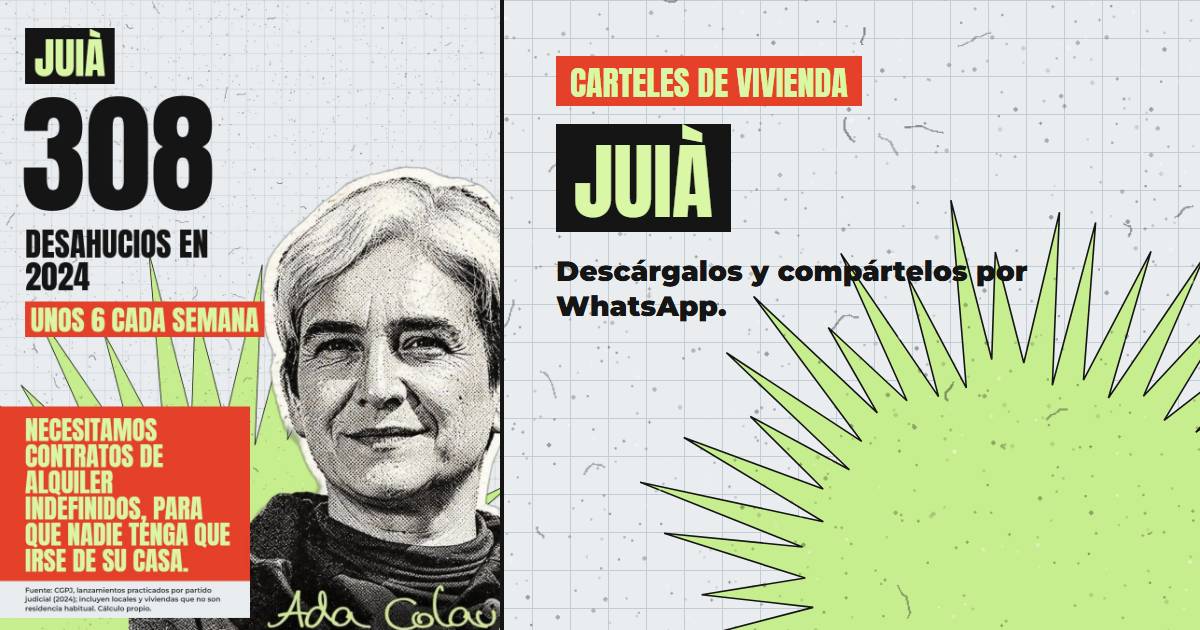 JUIÀ
308
DESAHUCIOS EN
2024
UNOS 6 CADA SEMANA
NECESITAMOS
CONTRATOS DE
ALQUILER
INDEFINIDOS, PARA
QUE NADIE TENGA QUE
IRSE DE SU CASA.
Fuente: CGPJ, lanzamientos practicados por partido
judicial (2024); incluyen locales y viviendas que no son
residencia habitual. Cálculo propio.
Ada Colau
CARTELES DE VIVIENDA
JUIÀ
Descárgalos y compártelos por
WhatsApp.